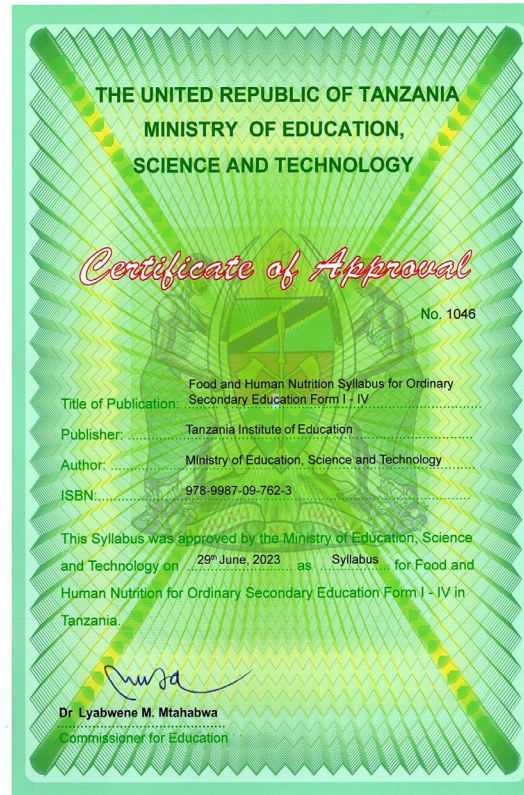 THE UNITED REPUBLIC OF TANZANIA
MINISTRY OF EDUCATION,
SCIENCE AND TECHNOLOGY
Certificate of Approval
No. 1046
Title of Publication: Food and Human Nutrition Syllabus for Ordinary
Secondary Education Form I - IV
Publisher: Tanzania Institute of Education
Author: Ministry of Education, Science and Technology
ISBN: 978-9987-09-762-3
This Syllabus was approved by the Ministry of Education, Science
and Technology on 29th June, 2023 as Syllabus for Food and
Human Nutrition for Ordinary Secondary Education Form I - IV in
Tanzania.
Dr Lyabwene M. Mtahabwa
Commissioner for Education